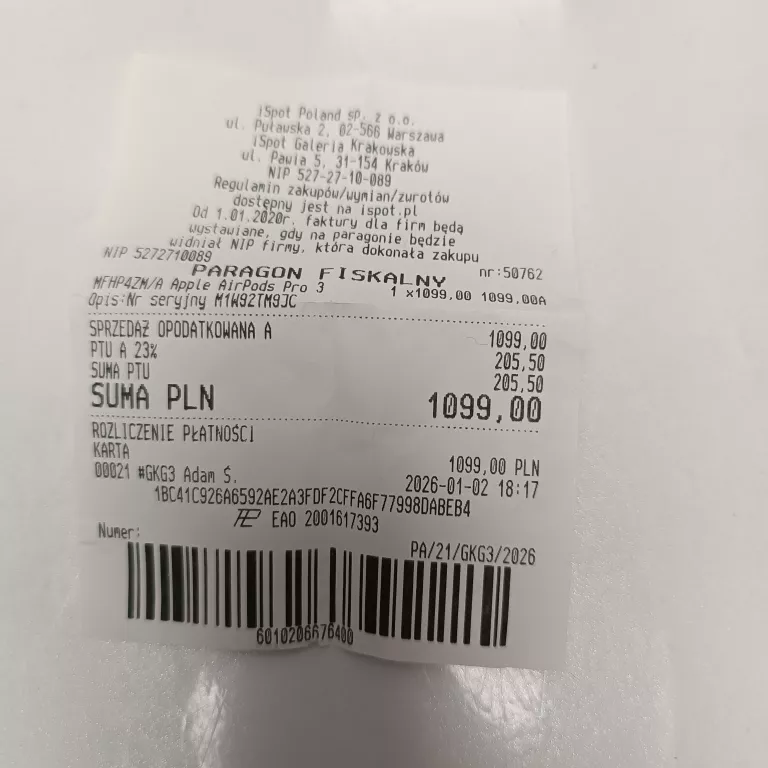 iSpot Poland sp. z o.o.
ul. Puławska 2, 02-566 Warszawa
iSpot Galeria Krakowska
ul. Pawia 5, 31-154 Kraków
NIP 527-27-10-089
Regulamin zakupów/wymian/zwrotów
dostępny jest na ispot.pl
Od 1.01.2020r. faktury dla firm będą
wystawiane, gdy na paragonie będzie
widniał NIP firmy, która dokonała zakupu
NIP 5272710089 nr:50762
PARAGON FISKALNY
MFHP4ZM/A Apple AirPods Pro 3 1 x1099,00 1099,00A
Opis:Nr seryjny M1W92TM9JC
SPRZEDAŻ OPODATKOWANA A 1099,00
PTU A 23% 205,50
SUMA PTU 205,50
SUMA PLN 1099,00
ROZLICZENIE PŁATNOŚCI
KARTA 1099,00 PLN
00021 #GKG3 Adam Ś. 2026-01-02 18:17
1BC41C926A6592AE2A3FDF2CFFA6F77998DABEB4
EAO 2001617393
Numer: PA/21/GKG3/2026
6010206676400